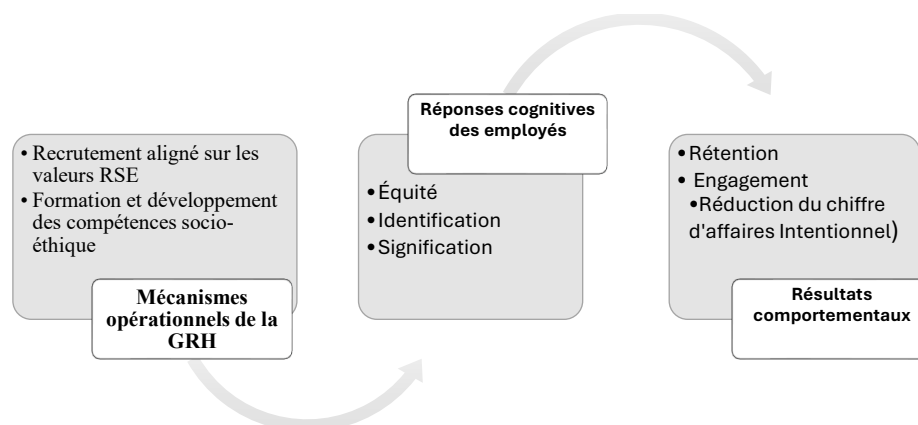 • Recrutement aligné sur les
valeurs RSE
• Formation et développement
des compétences socio-
éthique
Mécanismes
opérationnels de la
GRH
Réponses cognitives
des employés
•Équité
•Identification
•Signification
•Rétention
• Engagement
•Réduction du chiffre
d'affaires Intentionnel)
Résultats
comportementaux